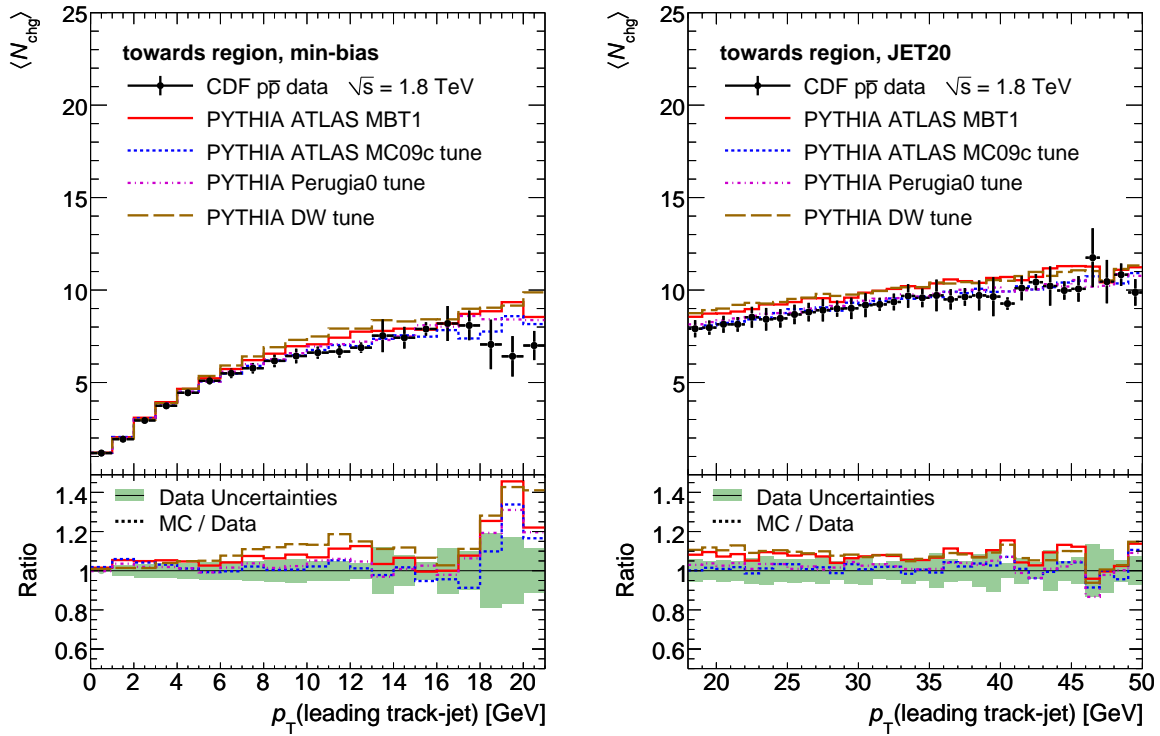 ⟨N_chg⟩
25
20
15
10
5
towards region, min-bias
CDF pp̅ data √s = 1.8 TeV
PYTHIA ATLAS MBT1
PYTHIA ATLAS MC09c tune
PYTHIA Perugia0 tune
PYTHIA DW tune
Ratio
1.4
1.2
1
0.8
0.6
Data Uncertainties
MC / Data
0 2 4 6 8 10 12 14 16 18 20
p_T(leading track-jet) [GeV]
⟨N_chg⟩
25
20
15
10
5
towards region, JET20
CDF pp̅ data √s = 1.8 TeV
PYTHIA ATLAS MBT1
PYTHIA ATLAS MC09c tune
PYTHIA Perugia0 tune
PYTHIA DW tune
Ratio
1.4
1.2
1
0.8
0.6
Data Uncertainties
MC / Data
20 25 30 35 40 45 50
p_T(leading track-jet) [GeV]